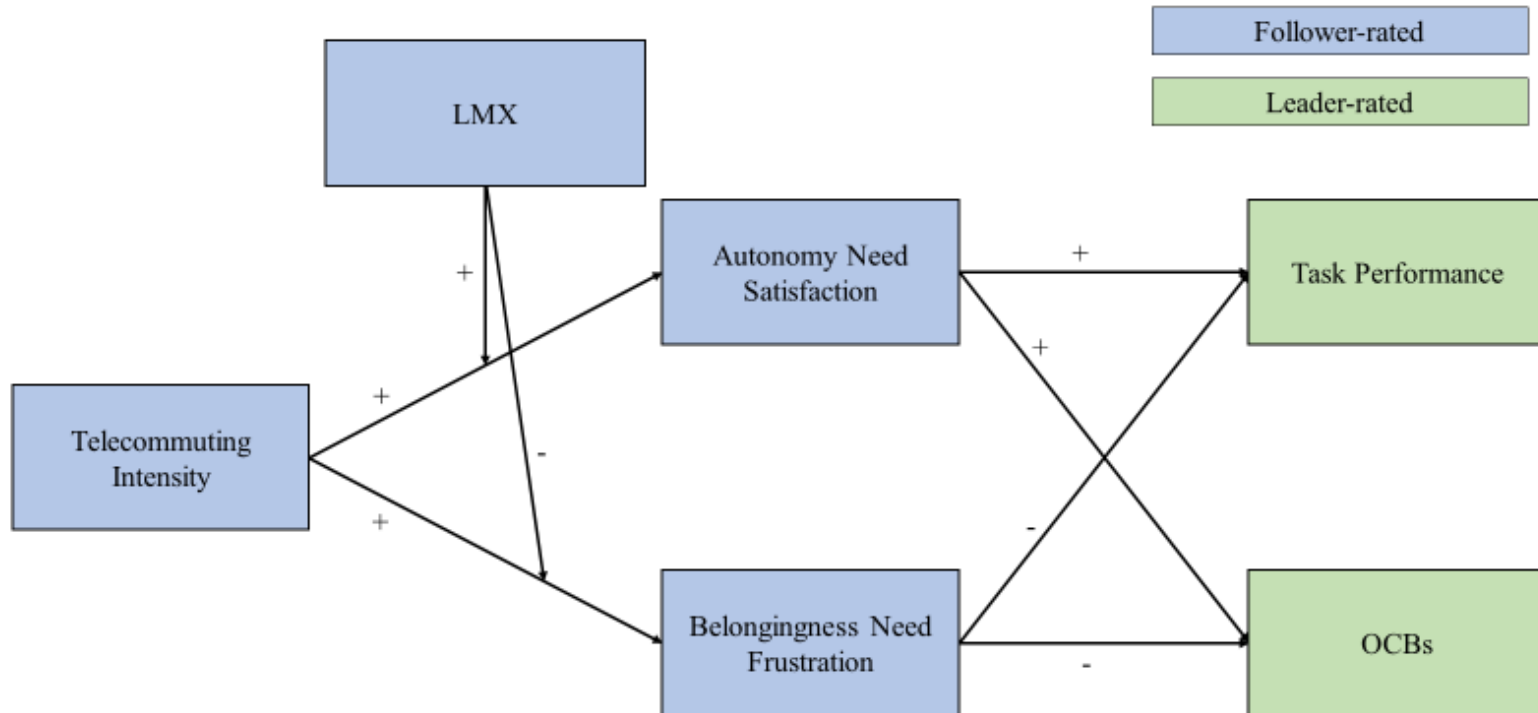 Follower-rated
Leader-rated
LMX
+
-
Autonomy Need
Satisfaction
+
+
Task Performance
Telecommuting
Intensity
+
+
Belongingness Need
Frustration
-
-
OCBs